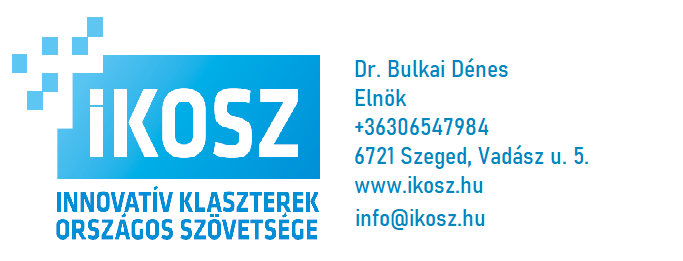 iKOSZ
INNOVATÍV KLASZTEREK
ORSZÁGOS SZÖVETSÉGE
Dr. Bulkai Dénes
Elnök
+36306547984
6721 Szeged, Vadász u. 5.
www.ikosz.hu
info@ikosz.hu